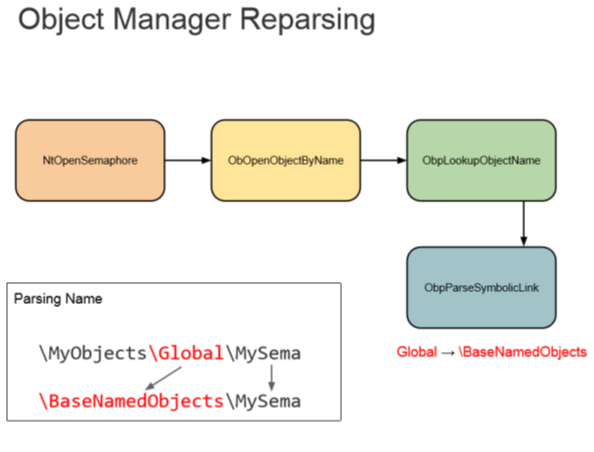 Object Manager Reparsing
NtOpenSemaphore
ObOpenObjectByName
ObpLookupObjectName
ObpParseSymbolicLink
Global → \BaseNamedObjects
Parsing Name
\MyObjects\Global\MySema
\BaseNamedObjects\MySema